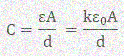 C = εA/d = kε₀A/d